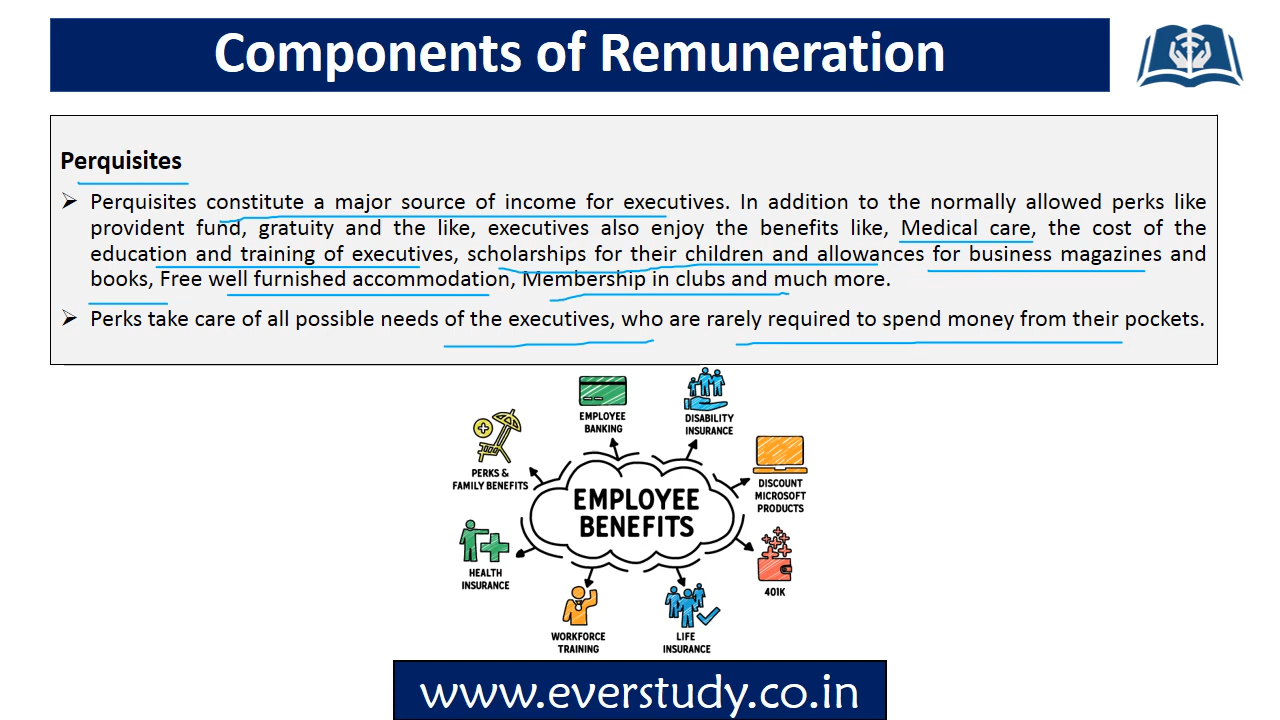 Components of Remuneration
Perquisites
➢ Perquisites constitute a major source of income for executives. In addition to the normally allowed perks like
provident fund, gratuity and the like, executives also enjoy the benefits like, Medical care, the cost of the
education and training of executives, scholarships for their children and allowances for business magazines and
books, Free well furnished accommodation, Membership in clubs and much more.
➢ Perks take care of all possible needs of the executives, who are rarely required to spend money from their pockets.
EMPLOYEE
BANKING
DISABILITY
INSURANCE
PERKS &
FAMILY BENEFITS
DISCOUNT
MICROSOFT
PRODUCTS
EMPLOYEE
BENEFITS
HEALTH
INSURANCE
401K
WORKFORCE
TRAINING
LIFE
INSURANCE
www.everstudy.co.in